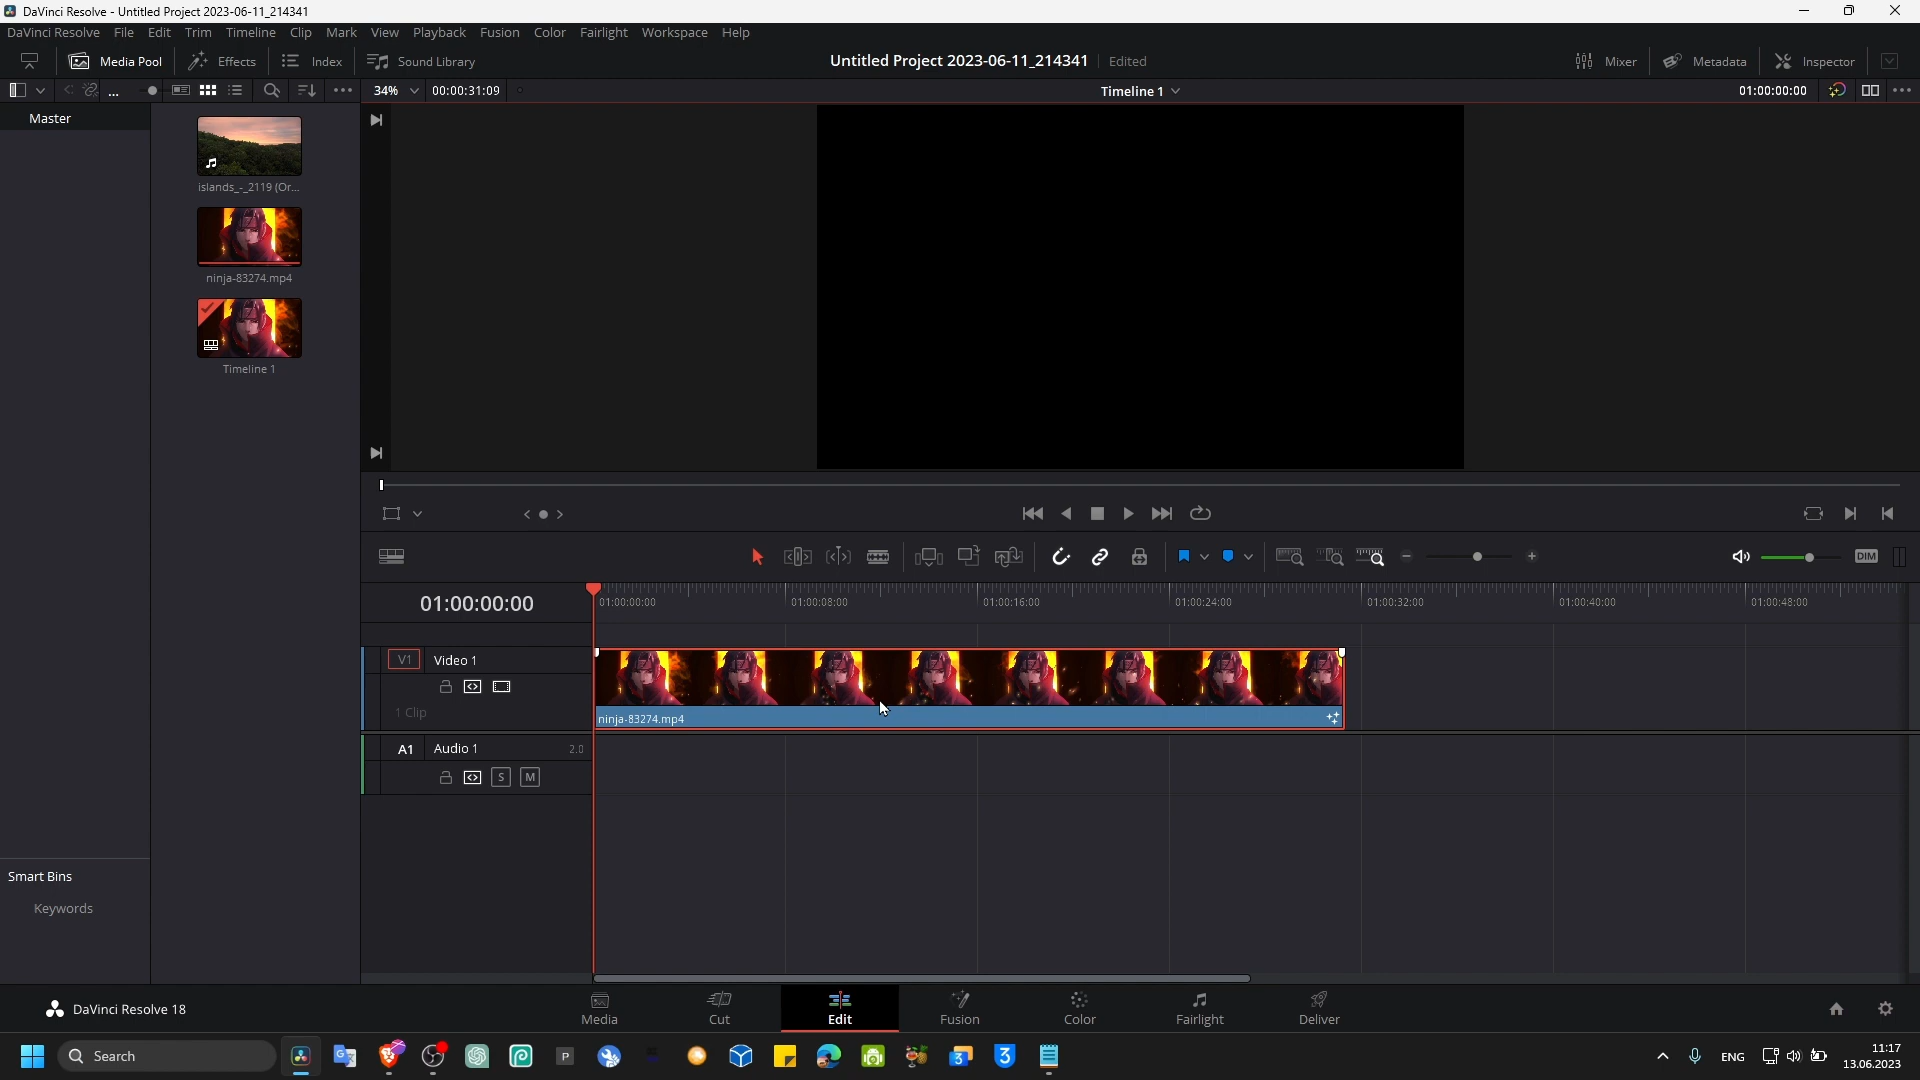 DaVinci Resolve - Untitled Project 2023-06-11_214341
DaVinci Resolve File Edit Trim Timeline Clip Mark View Playback Fusion Color Fairlight Workspace Help
Media Pool Effects Index Sound Library Untitled Project 2023-06-11_214341 Edited Mixer Metadata Inspector
... 34% 00:00:31:09 Timeline 1 01:00:00:00
Master
islands_-_2119 (Or...
ninja-83274.mp4
Timeline 1
DIM
01:00:00:00
01:00:00:00 01:00:08:00 01:00:16:00 01:00:24:00 01:00:32:00 01:00:40:00 01:00:48:00
V1 Video 1
1 Clip
ninja-83274.mp4
A1 Audio 1 2.0
S M
Smart Bins
Keywords
DaVinci Resolve 18
Media Cut Edit Fusion Color Fairlight Deliver
Search
P
3
3
ENG
11:17
13.06.2023